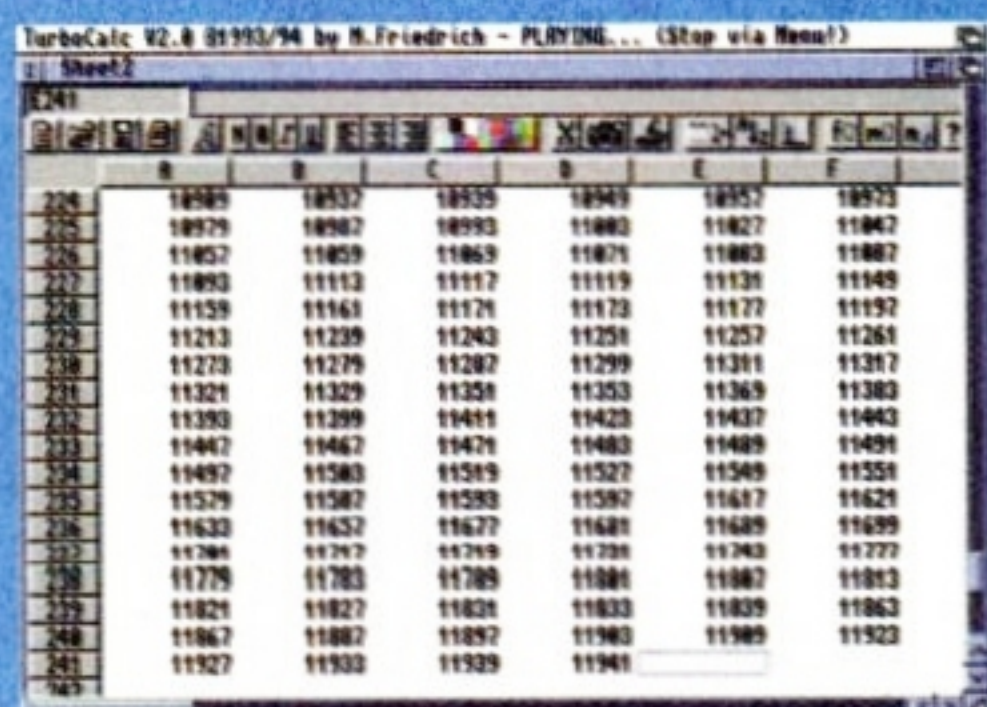 TurboCalc V2.0 ©1993/94 by M.Friedrich - PLAYING... (Stop via Menu!)
Sheet2
E241
A B C D E F
224 10909 10937 10939 10949 10957 10973
225 10979 10987 10993 11003 11027 11047
226 11057 11059 11069 11071 11083 11087
227 11093 11113 11117 11119 11131 11149
228 11159 11161 11171 11173 11177 11197
229 11213 11239 11243 11251 11257 11261
230 11273 11279 11287 11299 11311 11317
231 11321 11329 11351 11353 11369 11383
232 11393 11399 11411 11423 11437 11443
233 11447 11467 11471 11483 11489 11491
234 11497 11503 11519 11527 11549 11551
235 11579 11587 11593 11597 11617 11621
236 11633 11657 11677 11681 11689 11699
237 11701 11717 11719 11731 11743 11777
238 11779 11783 11789 11801 11807 11813
239 11821 11827 11831 11833 11839 11863
240 11867 11887 11897 11903 11909 11923
241 11927 11933 11939 11941
242